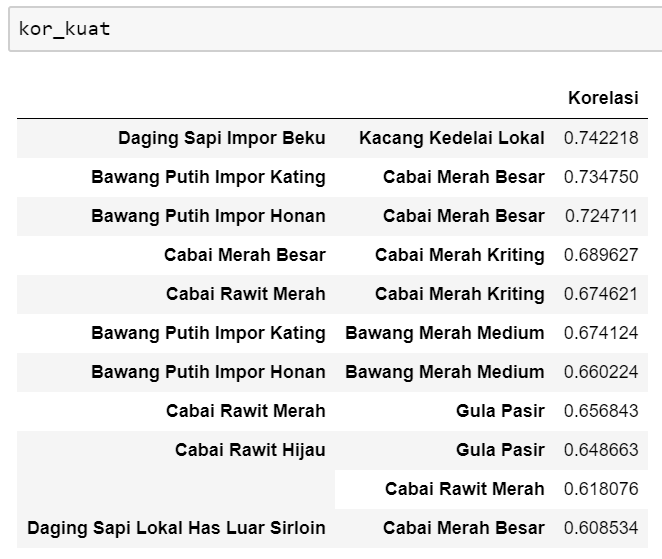 kor_kuat
Korelasi
Daging Sapi Impor Beku Kacang Kedelai Lokal 0.742218
Bawang Putih Impor Kating Cabai Merah Besar 0.734750
Bawang Putih Impor Honan Cabai Merah Besar 0.724711
Cabai Merah Besar Cabai Merah Kriting 0.689627
Cabai Rawit Merah Cabai Merah Kriting 0.674621
Bawang Putih Impor Kating Bawang Merah Medium 0.674124
Bawang Putih Impor Honan Bawang Merah Medium 0.660224
Cabai Rawit Merah Gula Pasir 0.656843
Cabai Rawit Hijau Gula Pasir 0.648663
Cabai Rawit Merah 0.618076
Daging Sapi Lokal Has Luar Sirloin Cabai Merah Besar 0.608534